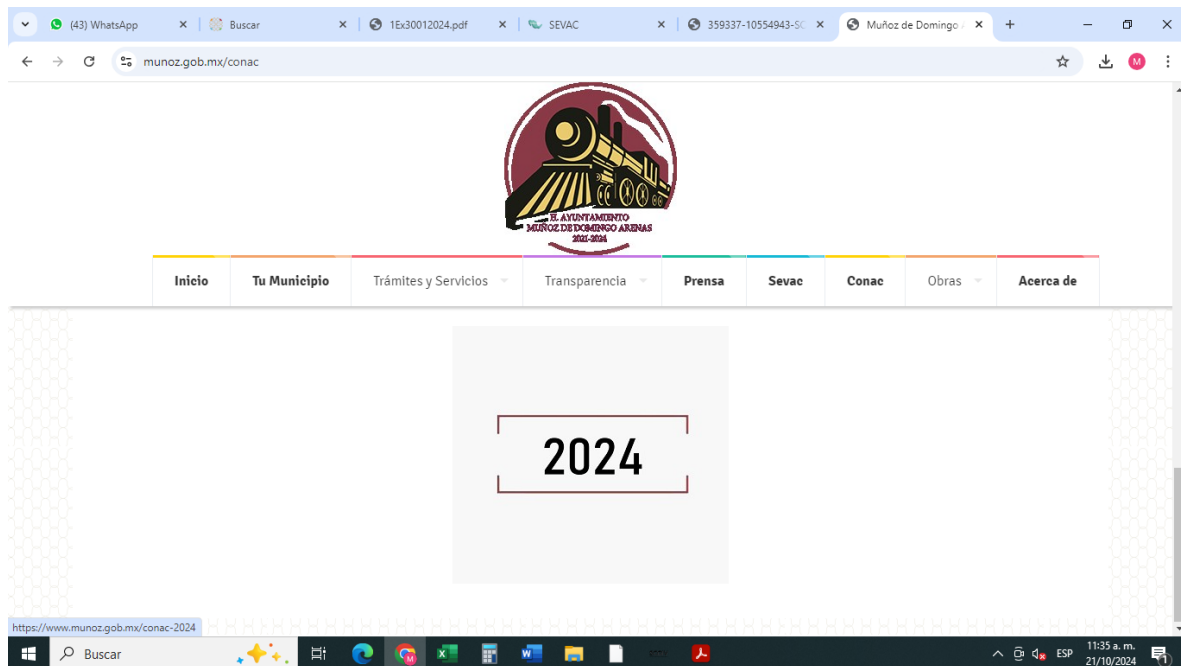 (43) WhatsApp
Buscar
1Ex30012024.pdf
SEVAC
359337-10554943-SC
Muñoz de Domingo A
munoz.gob.mx/conac
M
H. AYUNTAMIENTO
MUÑOZ DE DOMINGO ARENAS
2021-2024
Inicio Tu Municipio Trámites y Servicios Transparencia Prensa Sevac Conac Obras Acerca de
2024
https://www.munoz.gob.mx/conac-2024
Buscar
ESP
11:35 a. m.
21/10/2024
1